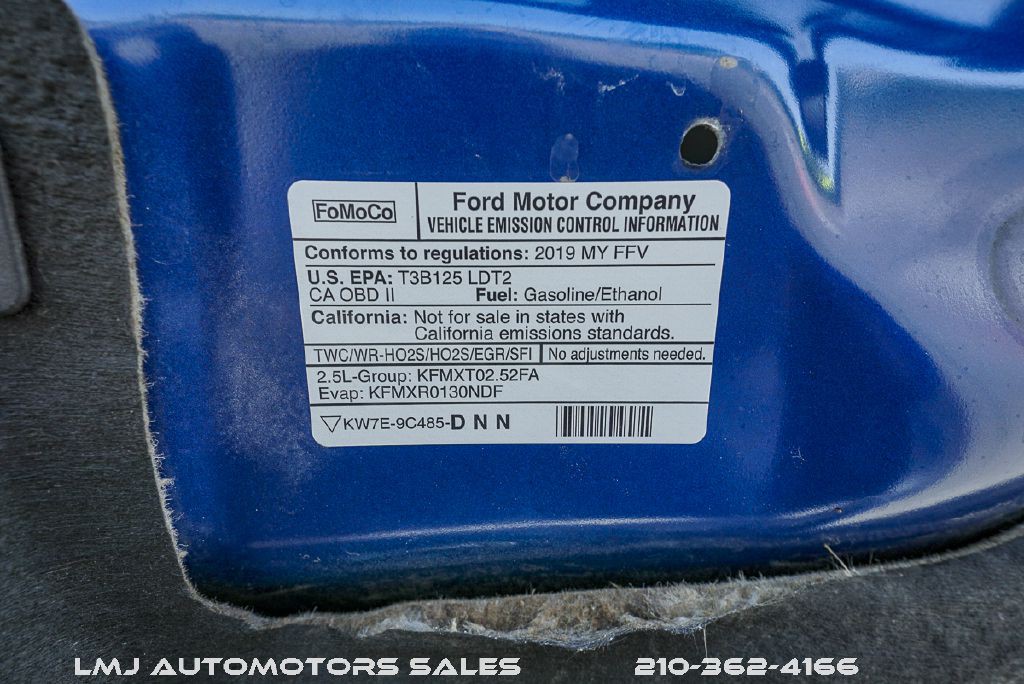 FoMoCo
Ford Motor Company
VEHICLE EMISSION CONTROL INFORMATION
Conforms to regulations: 2019 MY FFV
U.S. EPA: T3B125 LDT2
CA OBD II Fuel: Gasoline/Ethanol
California: Not for sale in states with
California emissions standards.
TWC/WR-HO2S/HO2S/EGR/SFI No adjustments needed.
2.5L-Group: KFMXT02.52FA
Evap: KFMXR0130NDF
KW7E-9C485-D N N
LMJ AUTOMOTORS SALES 210-362-4166